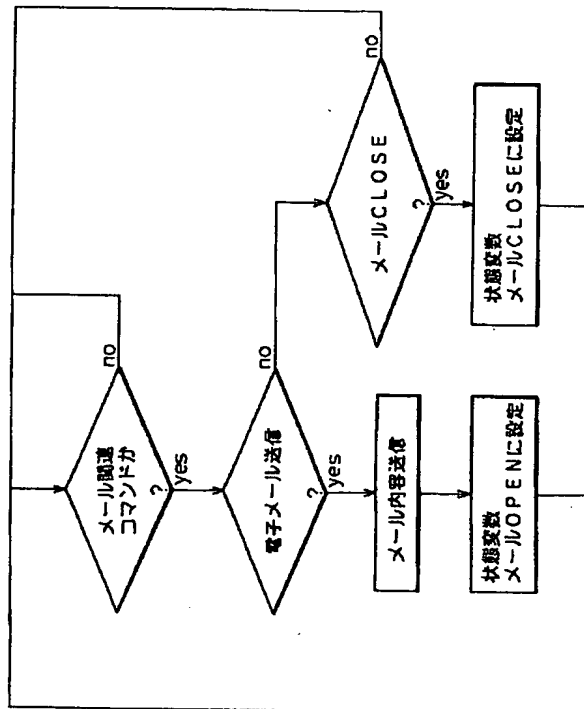 メール関連
コマンドか
?
no
yes
電子メール送信
?
no
yes
メール内容送信
状態変数
メールOPENに設定
メールCLOSE
?
no
yes
状態変数
メールCLOSEに設定